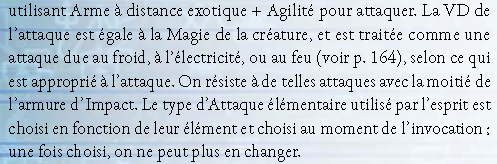 utilisant Arme à distance exotique + Agilité pour attaquer. La VD de
l'attaque est égale à la Magie de la créature, et est traitée comme une
attaque due au froid, à l'électricité, ou au feu (voir p. 164), selon ce qui
est approprié à l'attaque. On résiste à de telles attaques avec la moitié de
l'armure d'Impact. Le type d'Attaque élémentaire utilisé par l'esprit est
choisi en fonction de leur élément et choisi au moment de l'invocation ;
une fois choisi, on ne peut plus en changer.